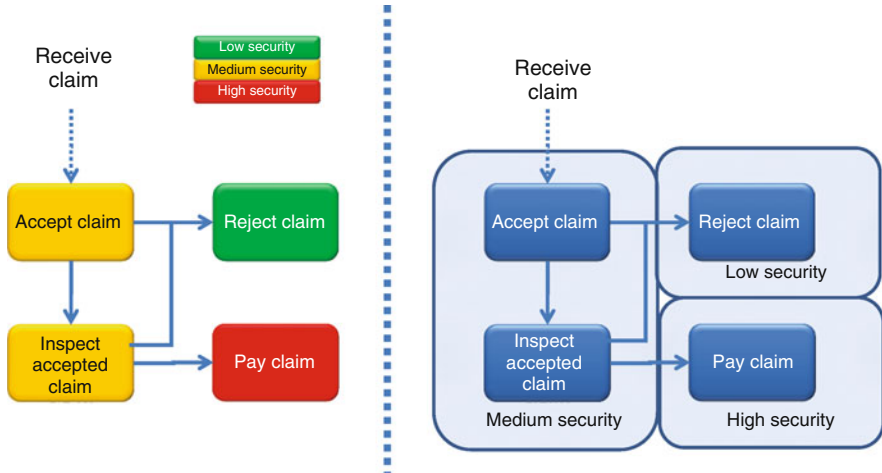 Receive
claim
Low security
Medium security
High security
Accept claim
Reject claim
Inspect
accepted
claim
Pay claim
Receive
claim
Accept claim
Reject claim
Low security
Inspect
accepted
claim
Pay claim
Medium security
High security